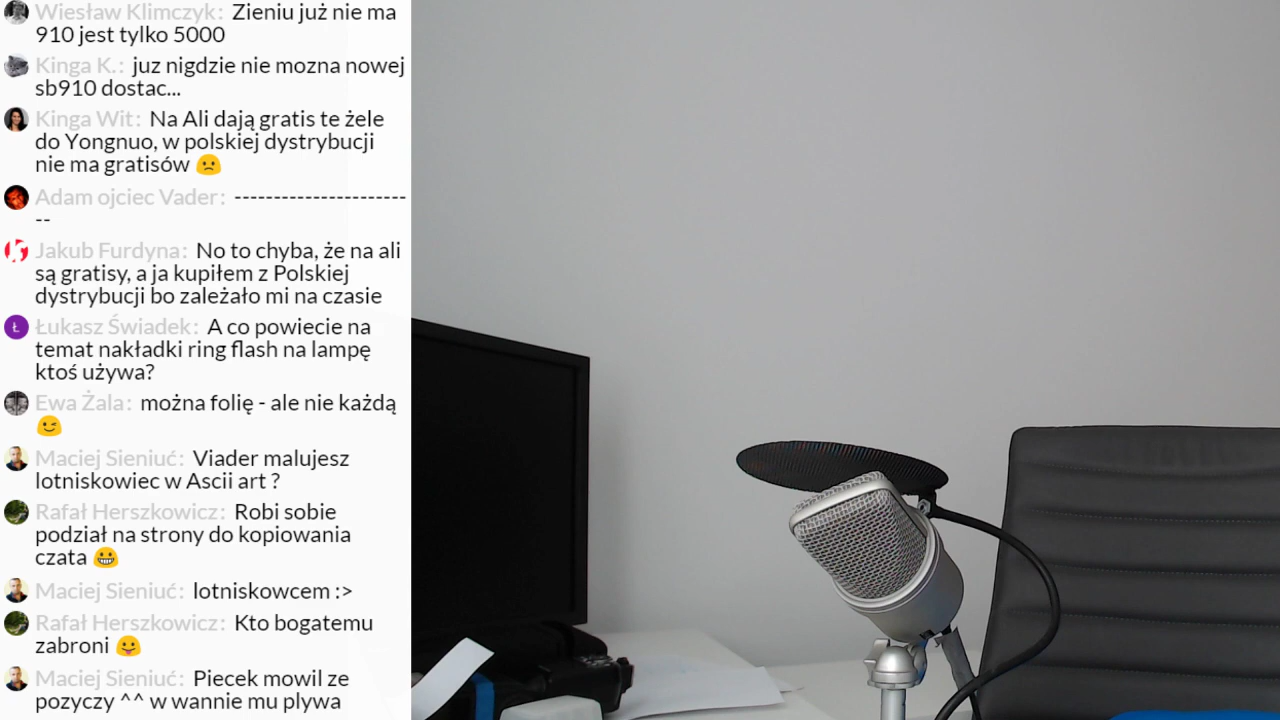 Wiesław Klimczyk: Zieniu już nie ma
910 jest tylko 5000
Kinga K.: juz nigdzie nie mozna nowej
sb910 dostac...
Kinga Wit: Na Ali dają gratis te żele
do Yongnuo, w polskiej dystrybucji
nie ma gratisów 🙁
Adam ojciec Vader: ----------------------
--
Jakub Furdyna: No to chyba, że na ali
są gratisy, a ja kupiłem z Polskiej
dystrybucji bo zależało mi na czasie
Ł Łukasz Świadek: A co powiecie na
temat nakładki ring flash na lampę
ktoś używa?
Ewa Żala: można folię - ale nie każdą
😉
Maciej Sieniuć: Viader malujesz
lotniskowiec w Ascii art ?
Rafał Herszkowicz: Robi sobie
podział na strony do kopiowania
czata 😀
Maciej Sieniuć: lotniskowcem :>
Rafał Herszkowicz: Kto bogatemu
zabroni 😛
Maciej Sieniuć: Piecek mowil ze
pozyczy ^^ w wannie mu plywa